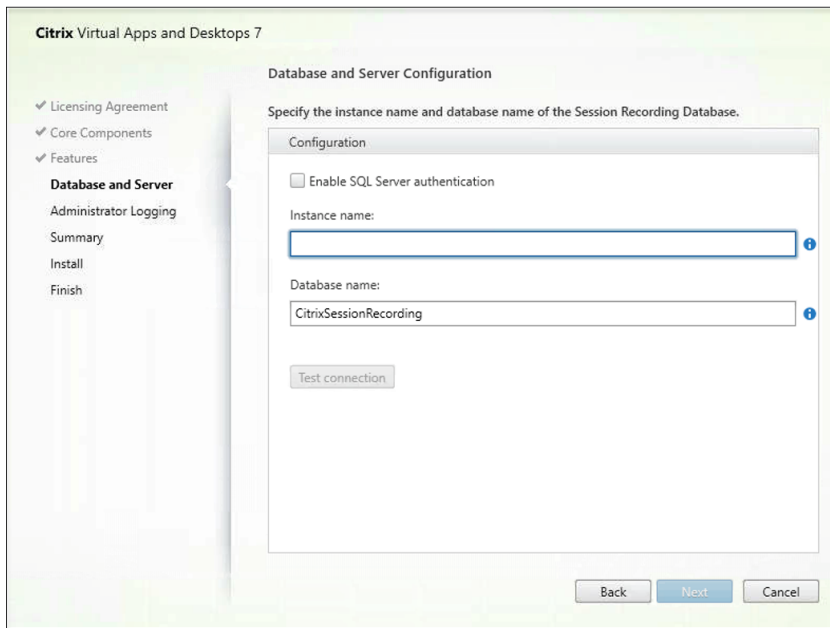 Citrix Virtual Apps and Desktops 7
Licensing Agreement
Core Components
Features
Database and Server
Administrator Logging
Summary
Install
Finish
Database and Server Configuration
Specify the instance name and database name of the Session Recording Database.
Configuration
Enable SQL Server authentication
Instance name:
Database name:
CitrixSessionRecording
Test connection
Back
Next
Cancel